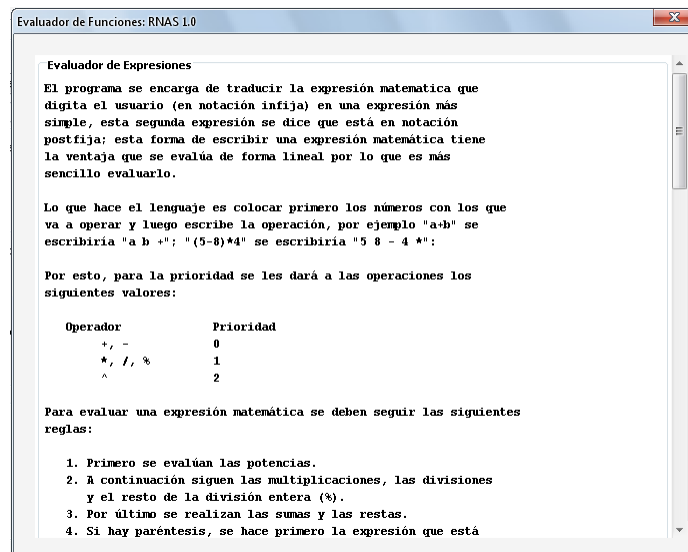 Evaluador de Funciones: RNAS 1.0
Evaluador de Expresiones
El programa se encarga de traducir la expresión matematica que
digita el usuario (en notación infija) en una expresión más
simple, esta segunda expresión se dice que está en notación
postfija; esta forma de escribir una expresión matemática tiene
la ventaja que se evalúa de forma lineal por lo que es más
sencillo evaluarlo.
Lo que hace el lenguaje es colocar primero los números con los que
va a operar y luego escribe la operación, por ejemplo "a+b" se
escribiría "a b +"; "(5-8)*4" se escribiría "5 8 - 4 *":
Por esto, para la prioridad se les dará a las operaciones los
siguientes valores:
Operador Prioridad
+, - 0
*, /, % 1
^ 2
Para evaluar una expresión matemática se deben seguir las siguientes
reglas:
1. Primero se evalúan las potencias.
2. A continuación siguen las multiplicaciones, las divisiones
y el resto de la división entera (%).
3. Por último se realizan las sumas y las restas.
4. Si hay paréntesis, se hace primero la expresión que está